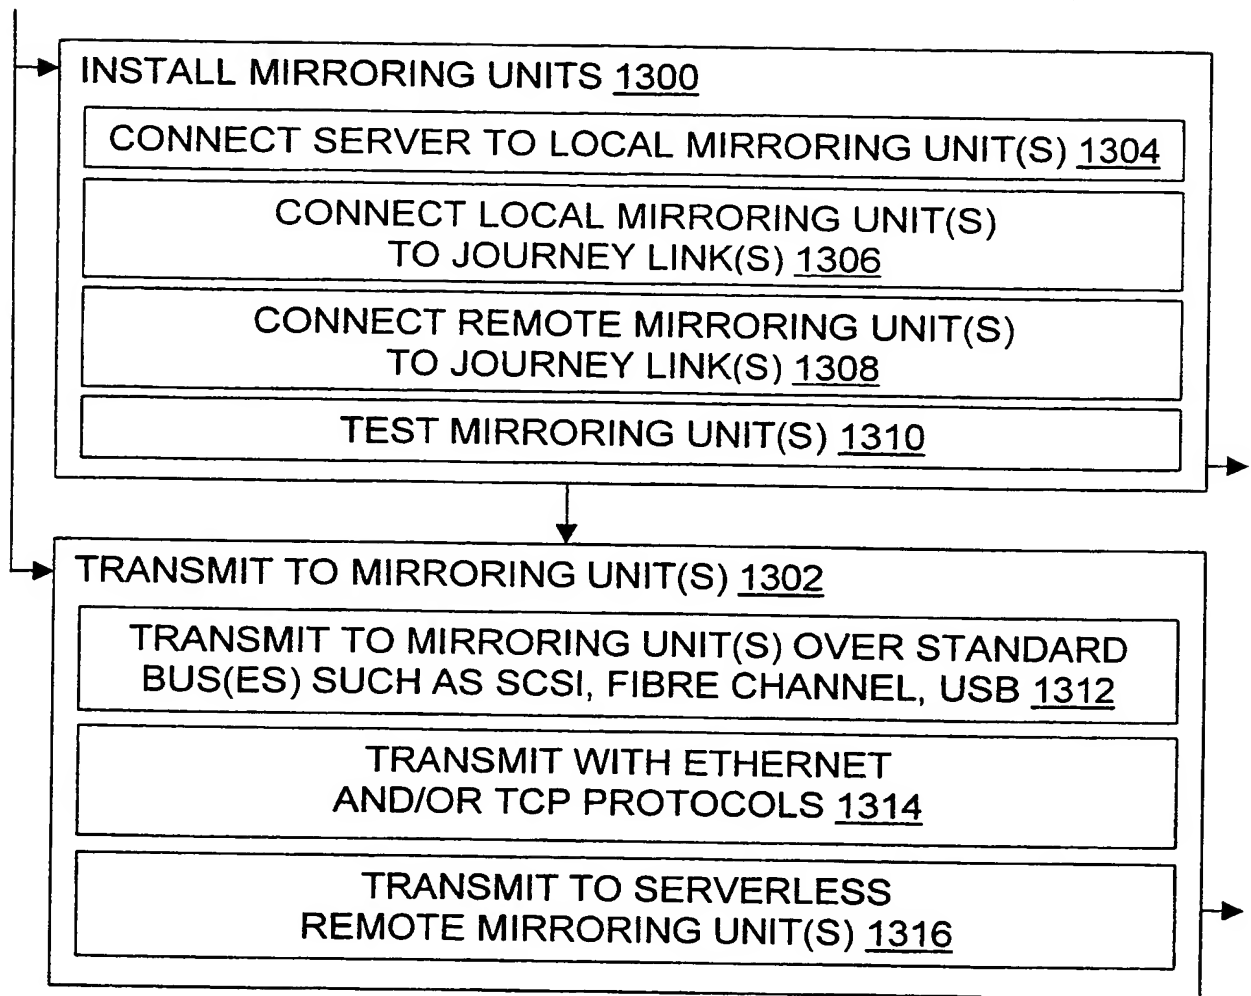 INSTALL MIRRORING UNITS 1300
CONNECT SERVER TO LOCAL MIRRORING UNIT(S) 1304
CONNECT LOCAL MIRRORING UNIT(S)
TO JOURNEY LINK(S) 1306
CONNECT REMOTE MIRRORING UNIT(S)
TO JOURNEY LINK(S) 1308
TEST MIRRORING UNIT(S) 1310
TRANSMIT TO MIRRORING UNIT(S) 1302
TRANSMIT TO MIRRORING UNIT(S) OVER STANDARD
BUS(ES) SUCH AS SCSI, FIBRE CHANNEL, USB 1312
TRANSMIT WITH ETHERNET
AND/OR TCP PROTOCOLS 1314
TRANSMIT TO SERVERLESS
REMOTE MIRRORING UNIT(S) 1316